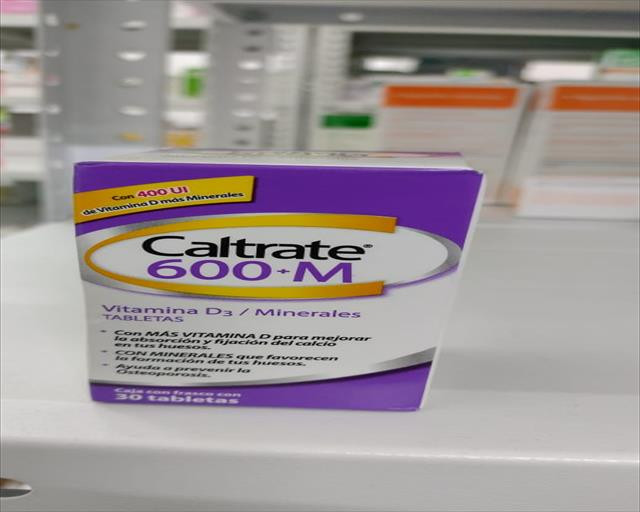 Con 400 UI
de Vitamina D más Minerales
Caltrate®
600+M
Vitamina D3 / Minerales
TABLETAS
• Con MÁS VITAMINA D para mejorar
la absorción y fijación del calcio
en tus huesos.
• CON MINERALES que favorecen
la formación de tus huesos.
• Ayuda a prevenir la
Osteoporosis.
Caja con frasco con
30 tabletas